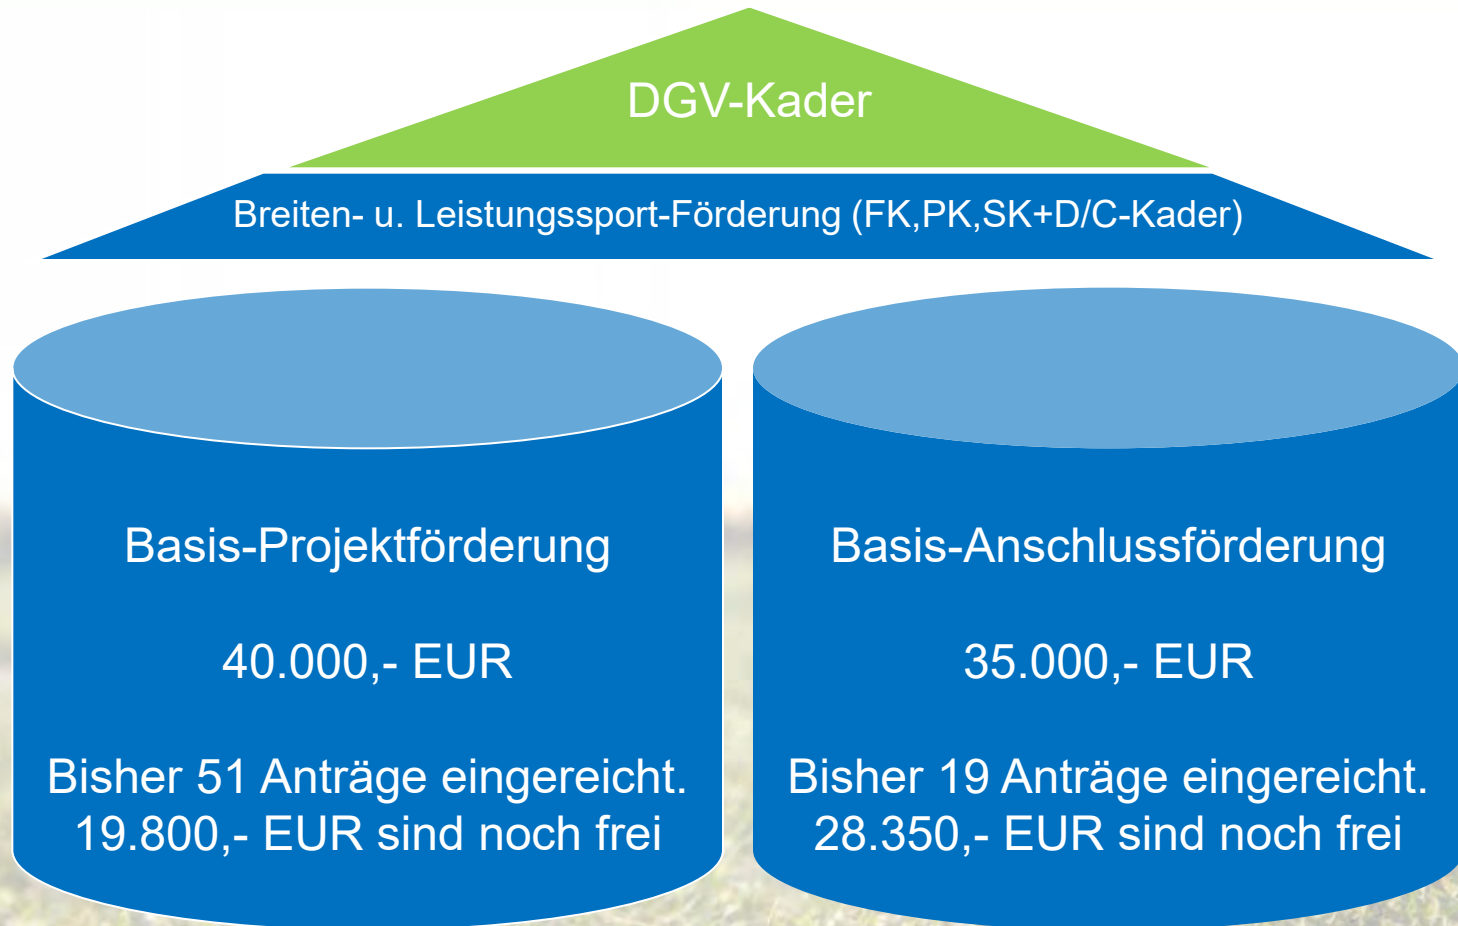 DGV-Kader
Breiten- u. Leistungssport-Förderung (FK,PK,SK+D/C-Kader)
Basis-Projektförderung
40.000,- EUR
Bisher 51 Anträge eingereicht.
19.800,- EUR sind noch frei
Basis-Anschlussförderung
35.000,- EUR
Bisher 19 Anträge eingereicht.
28.350,- EUR sind noch frei